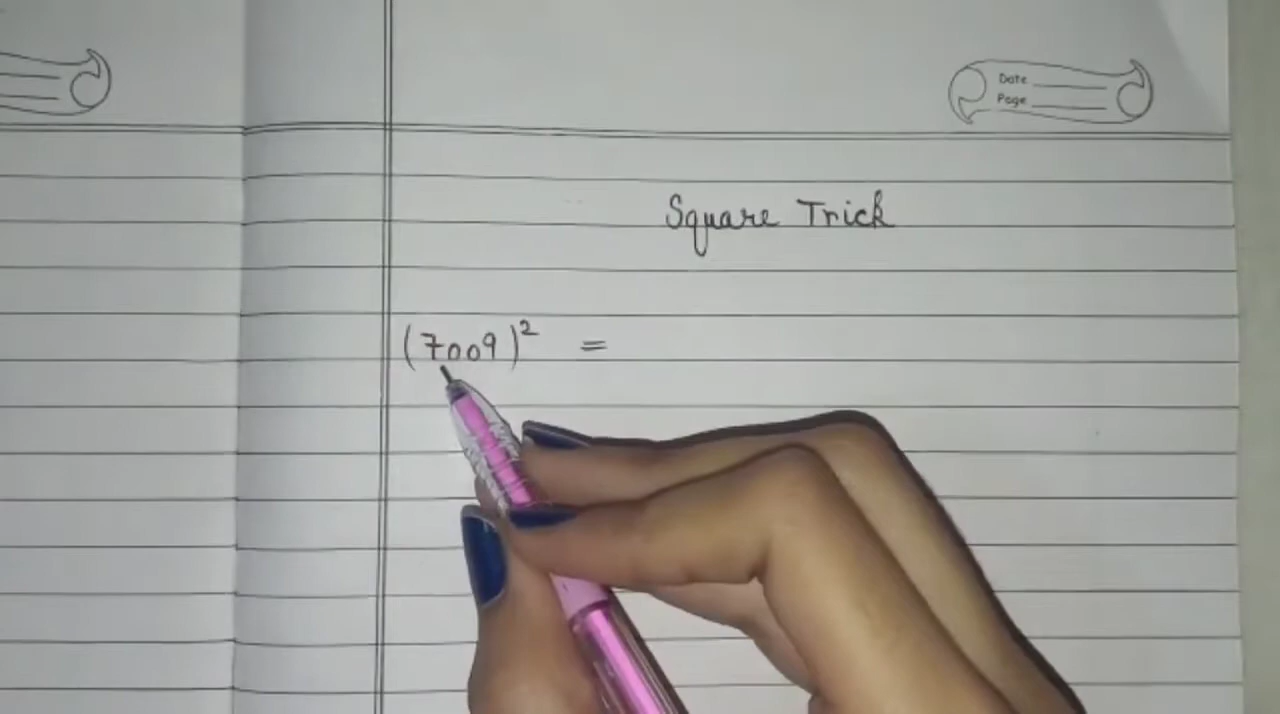 Date
Page
Square Trick
(7009)² =